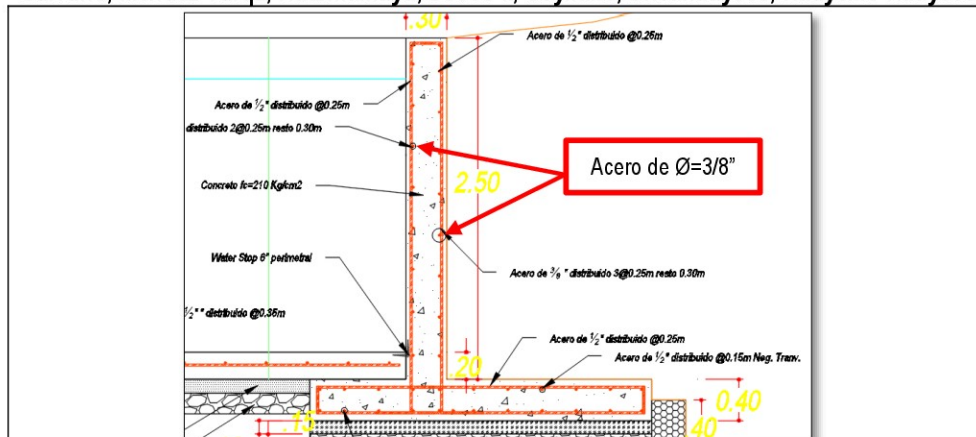 .30
Acero de 1/2" distribuido @0.25m
Acero de 1/2" distribuido @0.25m
distribuido 2@0.25m resto 0.30m
Acero de Ø=3/8”
2.50
Concreto fc=210 Kg/cm2
Water Stop 6" perimetral
Acero de 3/8 " distribuido 3@0.25m resto 0.30m
1/2" " distribuido @0.35m
Acero de 1/2" distribuido @0.25m
Acero de 1/2" distribuido @0.15m Neg. Tranv.
.20
0.40
.15
40